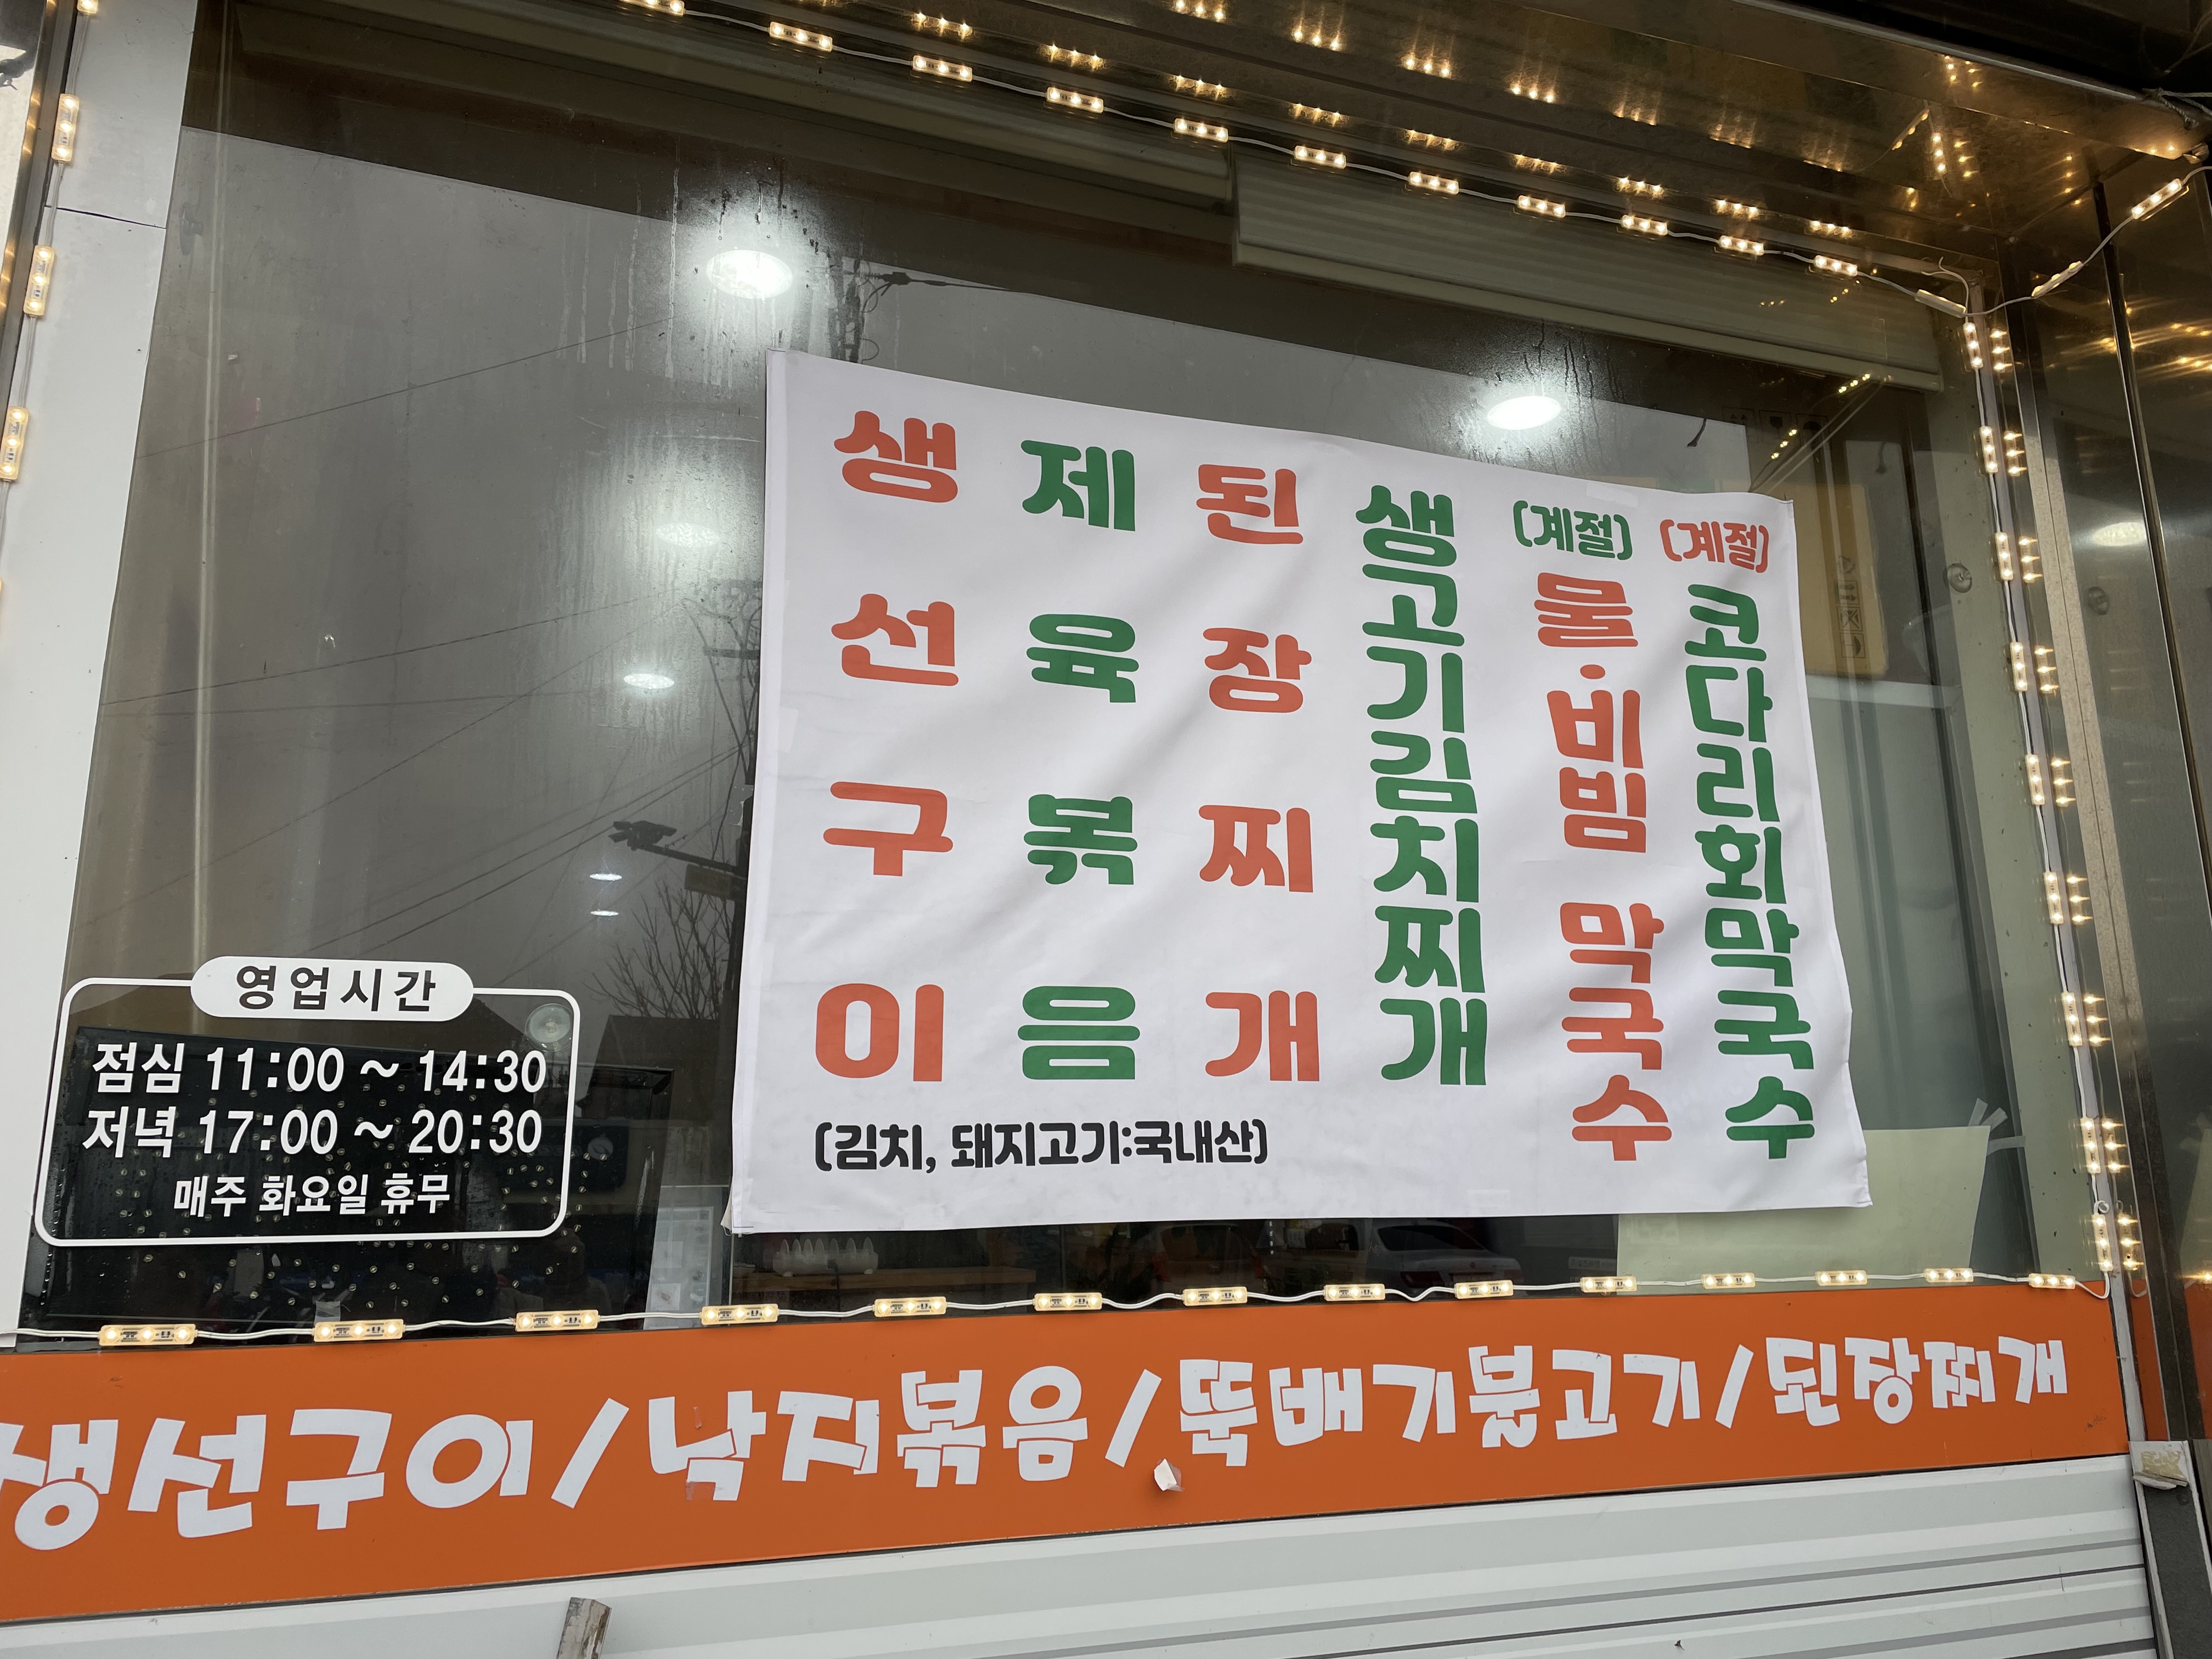 생선구이
제육볶음
된장찌개
생고기김치찌개
(계절)
물·비빔 막국수
(계절)
코다리회막국수
(김치, 돼지고기:국내산)
영업시간
점심 11:00 ~ 14:30
저녁 17:00 ~ 20:30
매주 화요일 휴무
생선구이/낙지볶음/뚝배기불고기/된장찌개